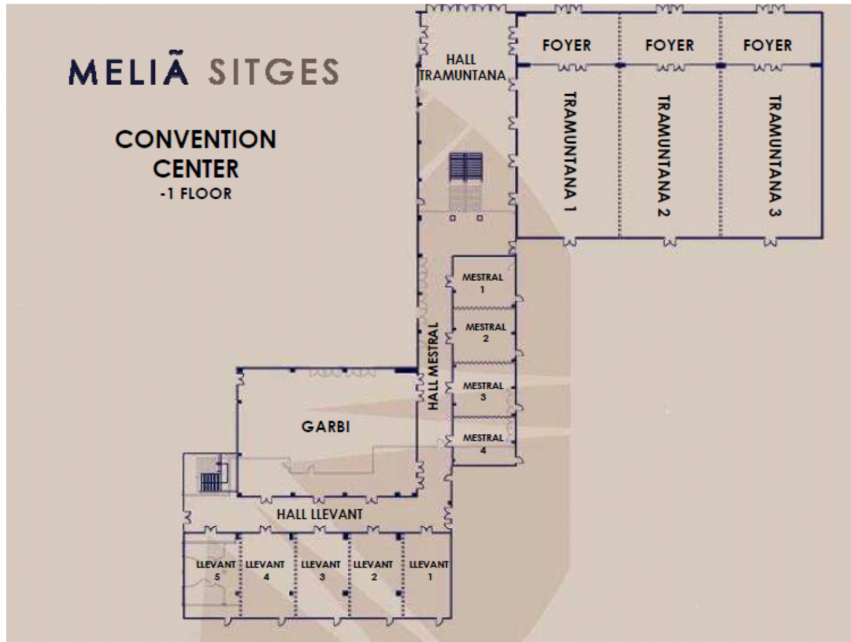 MELIÃ SITGES
CONVENTION
CENTER
-1 FLOOR
HALL
TRAMUNTANA
FOYER
FOYER
FOYER
TRAMUNTANA 1
TRAMUNTANA 2
TRAMUNTANA 3
MESTRAL
1
MESTRAL
2
MESTRAL
3
MESTRAL
4
HALL MESTRAL
GARBI
HALL LLEVANT
LLEVANT
5
LLEVANT
4
LLEVANT
3
LLEVANT
2
LLEVANT
1